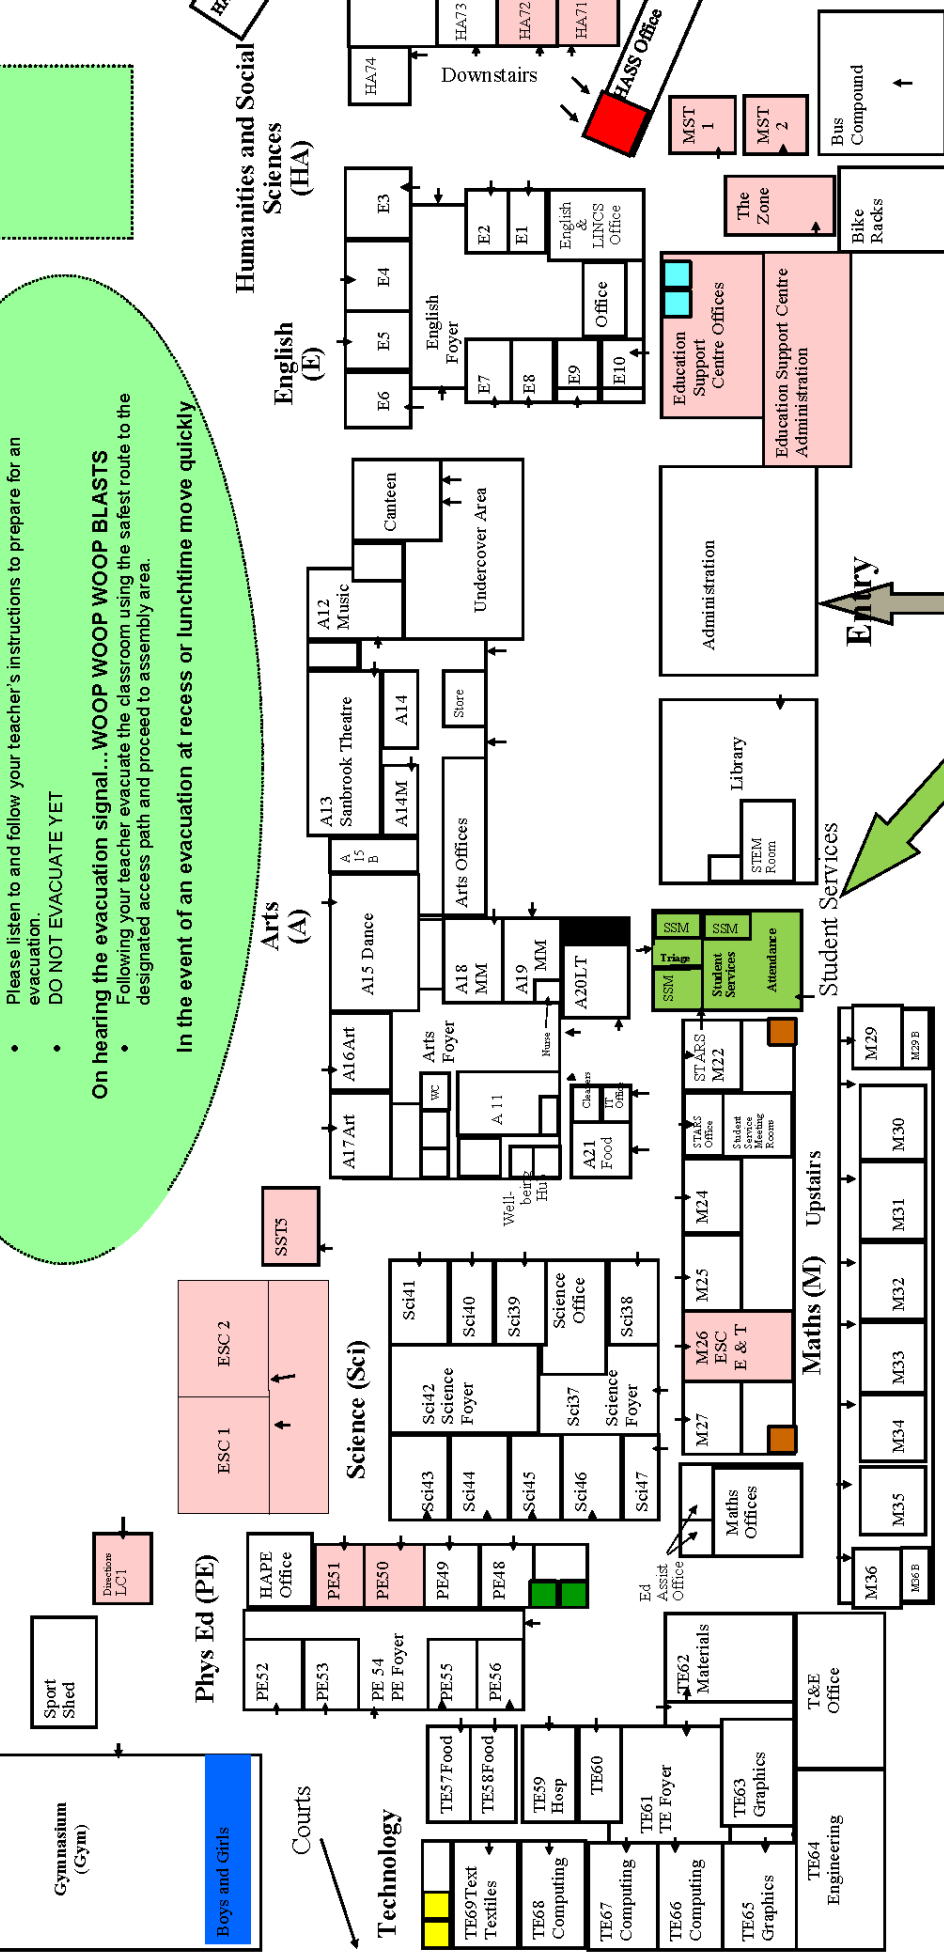 Please listen to and follow your teacher's instructions to prepare for an
evacuation.
DO NOT EVACUATE YET
On hearing the evacuation signal...WOOP WOOP WOOP BLASTS
Following your teacher evacuate the classroom using the safest route to the
designated access path and proceed to assembly area.
In the event of an evacuation at recess or lunchtime move quickly
Gymnasium
(Gym)
Boys and Girls
Courts
Sport
Shed
Directions
LC1
ESC 1
ESC 2
SST5
Phys Ed (PE)
HAPE
Office
PE51
PE50
PE49
PE48
PE52
PE53
PE 54
PE Foyer
PE55
PE56
Science (Sci)
Sci41
Sci40
Sci39
Science
Office
Sci38
Sci42
Science
Foyer
Sci37
Science
Foyer
Sci43
Sci44
Sci45
Sci46
Sci47
Arts
(A)
A17Art
A16Art
A15 Dance
A
15
B
A13
Sanbrook Theatre
A14M
A14
A12
Music
Canteen
Undercover Area
Store
Arts Offices
A18
MM
A19
MM
A20LT
Nurse
Arts
Foyer
WC
A 11
Well-
being
Hub
A21
Food
Cleaners
IT
Office
English
(E)
E6
E5
E4
E3
English
Foyer
E2
E1
English
&
LINCS
Office
Office
E7
E8
E9
E10
Humanities and Social
Sciences
(HA)
HA74
HA73
HA72
HA71
Downstairs
HASS Office
MST
1
MST
2
Bus
Compound
The
Zone
Bike
Racks
Education
Support
Centre Offices
Education Support Centre
Administration
Administration
Entry
Library
STEM
Room
Student Services
SSM
Triage
SSM
SSM
Student
Services
Attendance
STARS
M22
STARS
Office
Student
Service
Meeting
Rooms
M24
M25
M26
ESC
E & T
M27
Maths (M)
Upstairs
Maths
Offices
Ed
Assist
Office
M29
M29 B
M30
M31
M32
M33
M34
M35
M36
M36 B
Technology
TE57Food
TE58Food
TE59
Hosp
TE60
TE61
TE Foyer
TE62
Materials
TE63
Graphics
T&E
Office
TE64
Engineering
TE69Text
Textiles
TE68
Computing
TE67
Computing
TE66
Computing
TE65
Graphics